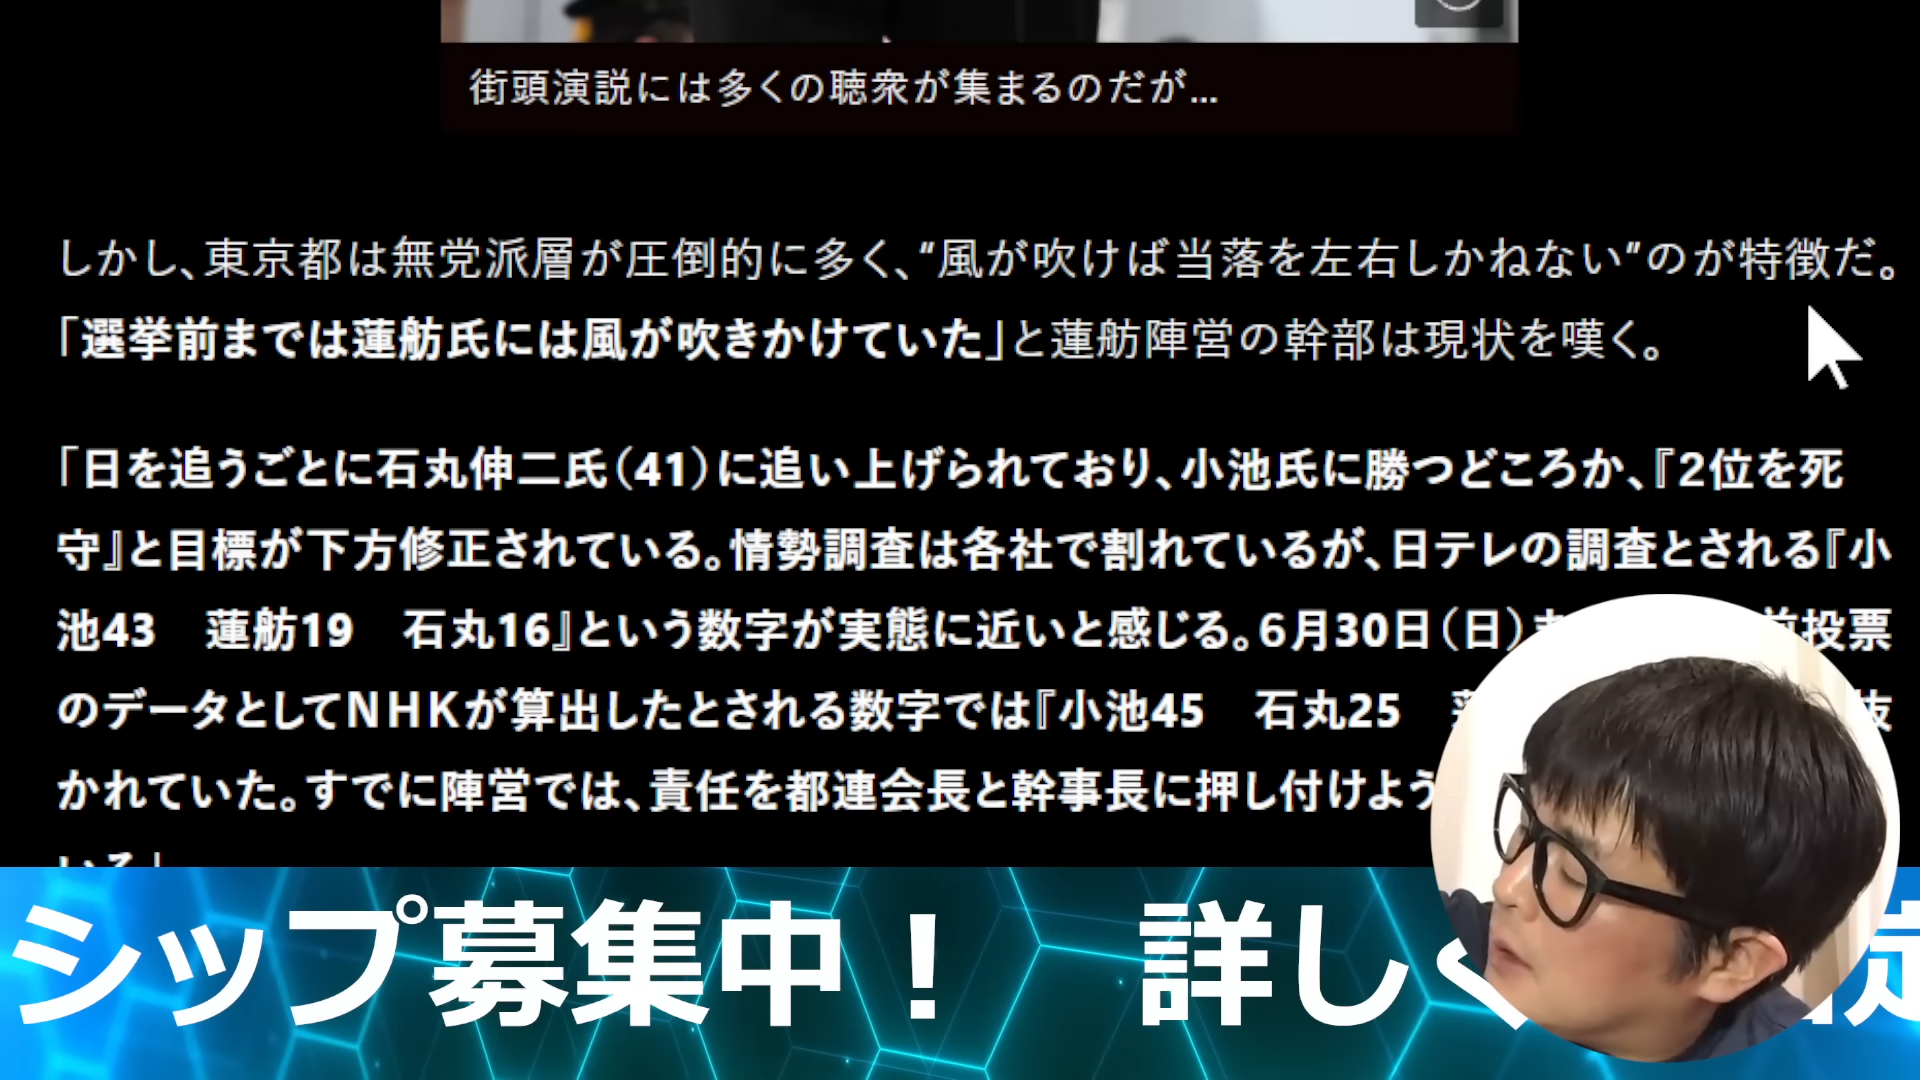 街頭演説には多くの聴衆が集まるのだが...
しかし、東京都は無党派層が圧倒的に多く、“風が吹けば当落を左右しかねない”のが特徴だ。
「選挙前までは蓮舫氏には風が吹きかけていた」と蓮舫陣営の幹部は現状を嘆く。
「日を追うごとに石丸伸二氏（41）に追い上げられており、小池氏に勝つどころか、『2位を死
守』と目標が下方修正されている。情勢調査は各社で割れているが、日テレの調査とされる『小
池43　蓮舫19　石丸16』という数字が実態に近いと感じる。6月30日（日）ま 投票
のデータとしてNHKが算出したとされる数字では『小池45　石丸25
かれていた。すでに陣営では、責任を都連会長と幹事長に押し付けよう
いる」
シップ募集中！　詳しく